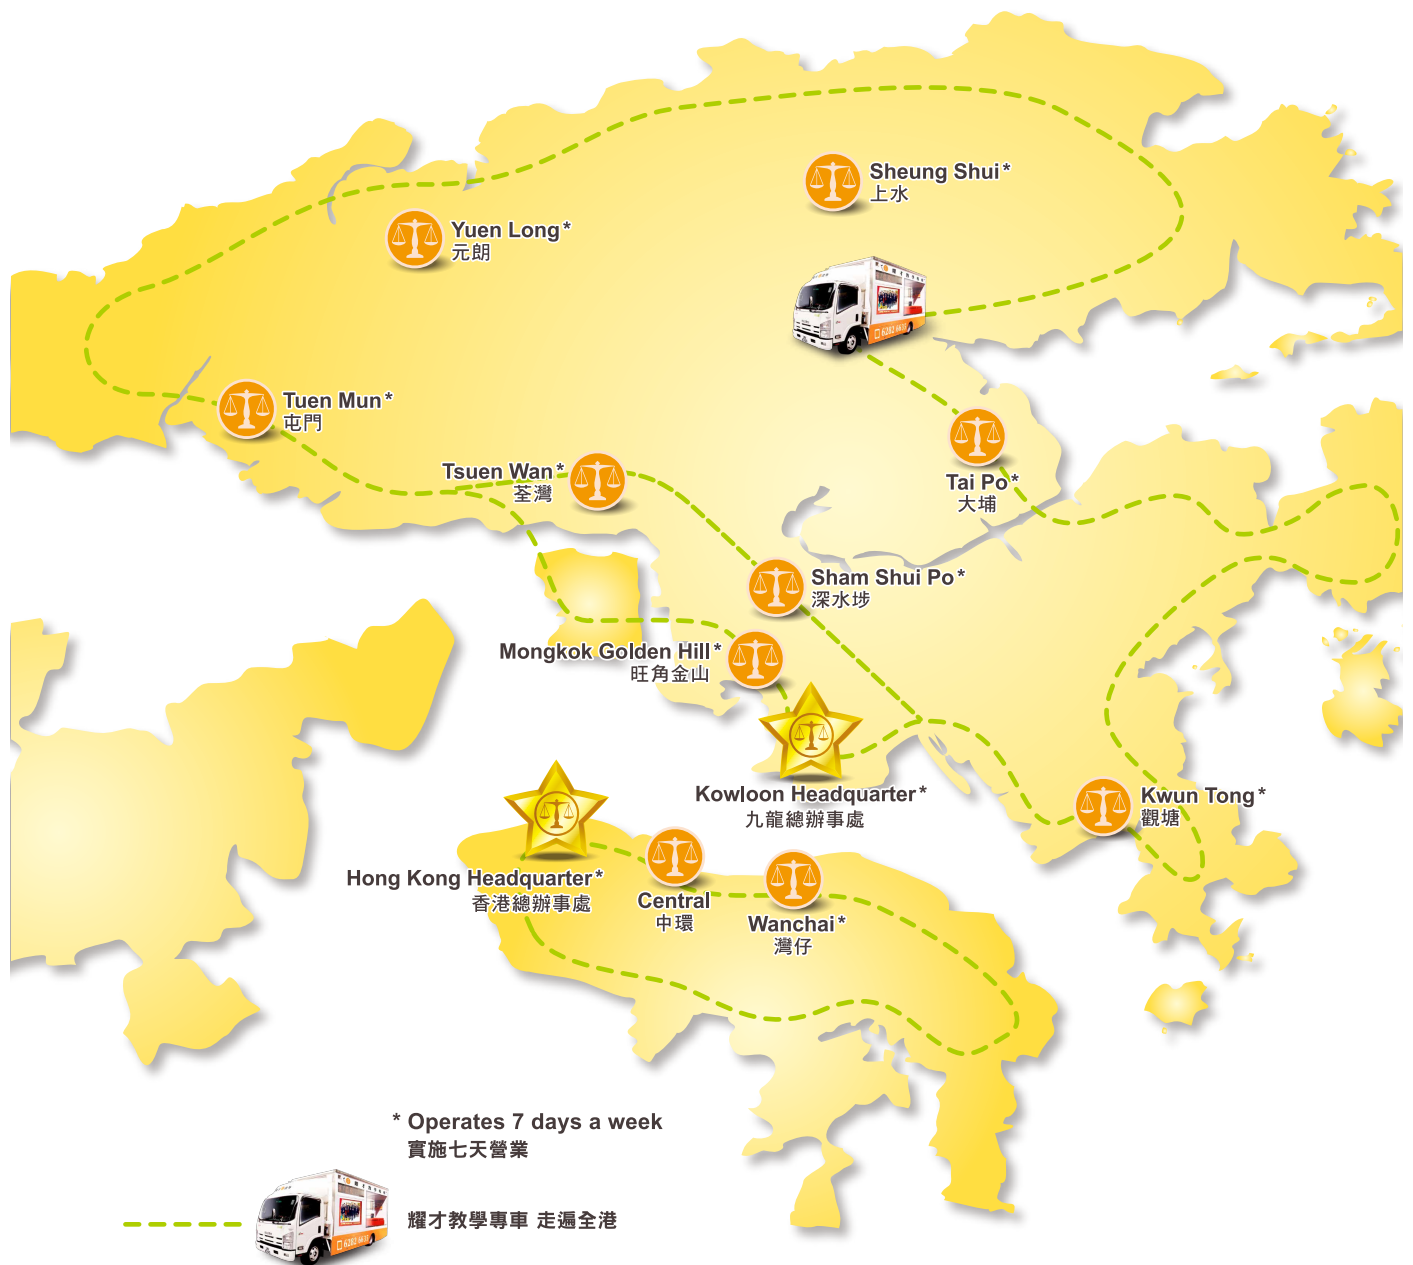 Sheung Shui*
上水
Yuen Long*
元朗
6282 6631
Tuen Mun*
屯門
Tai Po*
大埔
Tsuen Wan*
荃灣
Sham Shui Po*
深水埗
Mongkok Golden Hill*
旺角金山
Kowloon Headquarter*
九龍總辦事處
Kwun Tong*
觀塘
Hong Kong Headquarter*
香港總辦事處
Central
中環
Wanchai*
灣仔
* Operates 7 days a week
實施七天營業
耀才教學專車 走遍全港